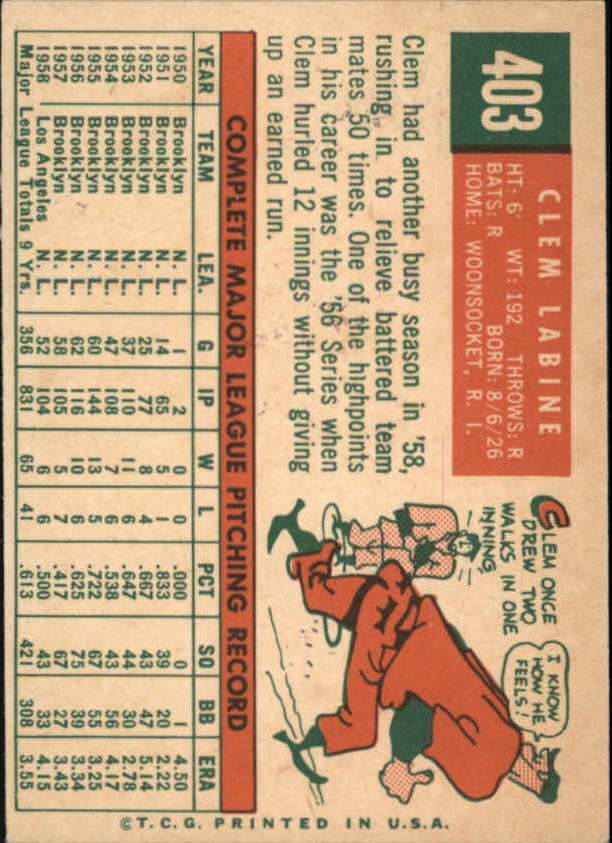 403
CLEM LABINE
HT: 6' WT: 192 THROWS: R
BATS: R BORN: 8/6/26
HOME: WOONSOCKET, R. I.
Clem had another busy season in '58,
rushing in to relieve battered team
mates 50 times. One of the highpoints
in his career was the '56 Series when
Clem hurled 12 innings without giving
up an earned run.
CLEM ONCE
DREW TWO
WALKS IN ONE
INNING
I KNOW
HOW HE
FEELS!
COMPLETE MAJOR LEAGUE PITCHING RECORD
YEAR TEAM LEA. G IP W L PCT SO BB ERA
1950 Brooklyn N. L. 1 2 0 0 .000 0 1 4.50
1951 Brooklyn N. L. 14 65 5 1 .833 39 20 2.22
1952 Brooklyn N. L. 25 77 8 4 .667 43 47 5.14
1953 Brooklyn N. L. 37 110 11 6 .647 44 30 2.78
1954 Brooklyn N. L. 47 108 7 6 .538 43 56 4.17
1955 Brooklyn N. L. 60 144 13 5 .722 67 55 3.25
1956 Brooklyn N. L. 62 116 10 6 .625 75 39 3.34
1957 Brooklyn N. L. 58 105 5 7 .417 67 27 3.43
1958 Los Angeles N. L. 52 104 6 6 .500 43 33 4.15
Major League Totals 9 Yrs. 356 831 65 41 .613 421 308 3.55
©T.C.G. PRINTED IN U.S.A.